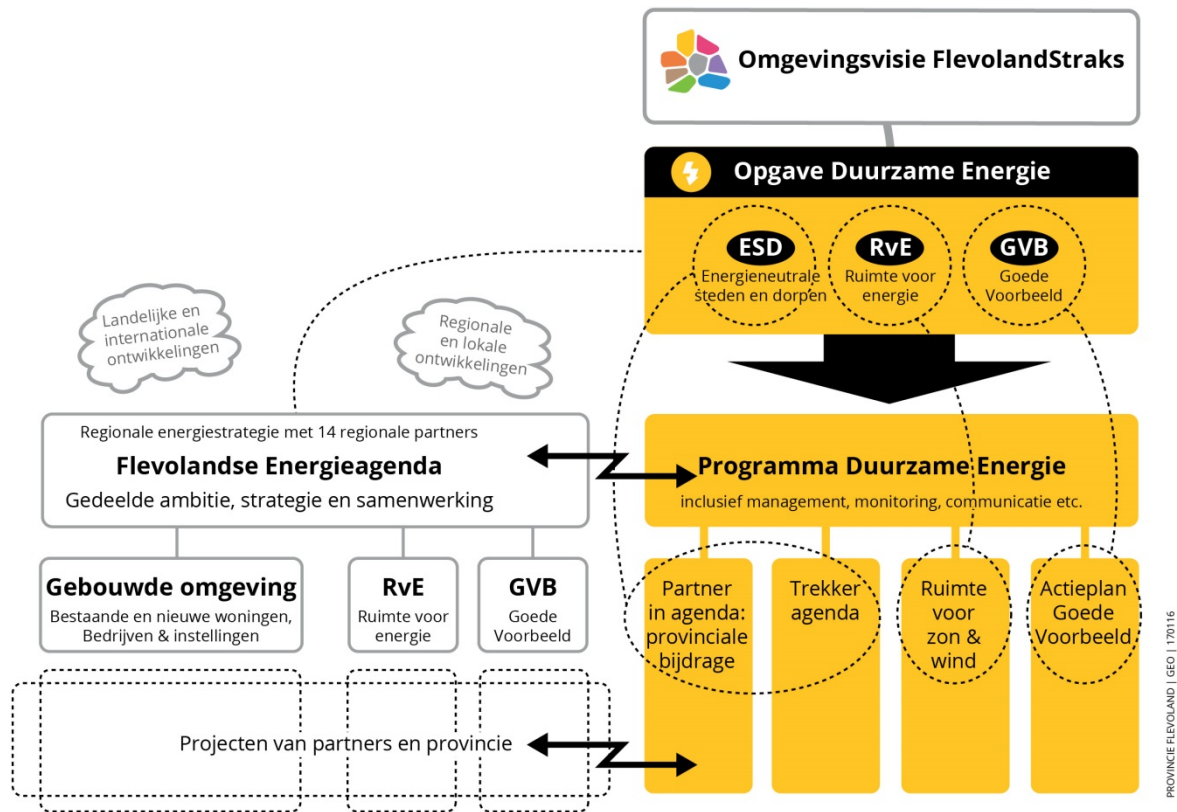 Omgevingsvisie FlevolandStraks
Opgave Duurzame Energie
ESD
Energieneutrale
steden en dorpen
RvE
Ruimte voor
energie
GVB
Goede
Voorbeeld
Landelijke en
internationale
ontwikkelingen
Regionale
en lokale
ontwikkelingen
Regionale energiestrategie met 14 regionale partners
Flevolandse Energieagenda
Gedeelde ambitie, strategie en samenwerking
Programma Duurzame Energie
inclusief management, monitoring, communicatie etc.
Gebouwde omgeving
Bestaande en nieuwe woningen,
Bedrijven & instellingen
RvE
Ruimte voor
energie
GVB
Goede
Voorbeeld
Partner
in agenda:
provinciale
bijdrage
Trekker
agenda
Ruimte
voor
zon &
wind
Actieplan
Goede
Voorbeeld
Projecten van partners en provincie
PROVINCIE FLEVOLAND | GEO | 170116